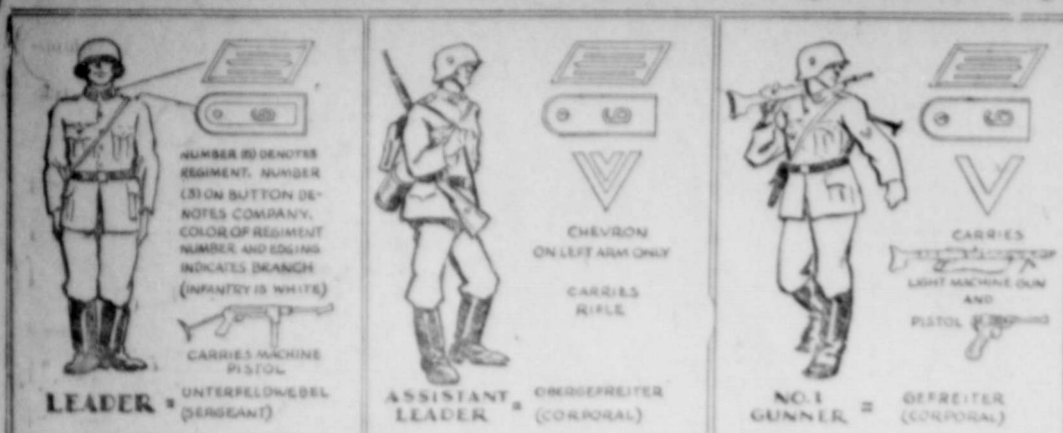 NUMBER (6) DENOTES
REGIMENT. NUMBER
(3) ON BUTTON DE-
NOTES COMPANY.
COLOR OF REGIMENT
NUMBER AND EDGING
INDICATES BRANCH
(INFANTRY IS WHITE)
CARRIES MACHINE
PISTOL
LEADER = UNTERFELDWEBEL
(SERGEANT)
CHEVRON
ON LEFT ARM ONLY
CARRIES
RIFLE
ASSISTANT
LEADER = OBERGEFREITER
(CORPORAL)
CARRIES
LIGHT MACHINE GUN
AND
PISTOL
NO.1
GUNNER = GEFREITER
(CORPORAL)